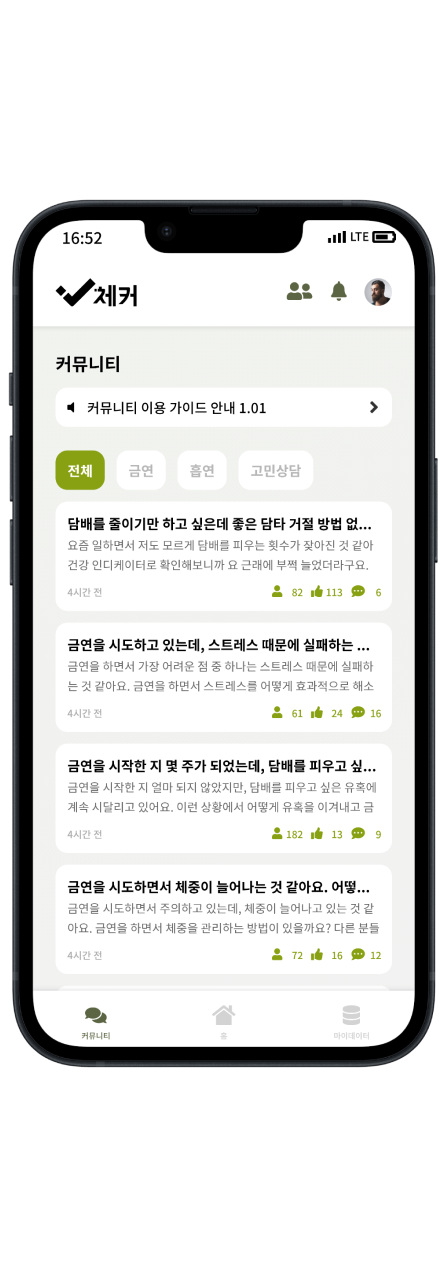 16:52
LTE
체커
커뮤니티
커뮤니티 이용 가이드 안내 1.01
전체 금연 흡연 고민상담
담배를 줄이기만 하고 싶은데 좋은 담타 거절 방법 없...
요즘 일하면서 저도 모르게 담배를 피우는 횟수가 잦아진 것 같아
건강 인디케이터로 확인해보니까 요 근래에 부쩍 늘었더라구요.
4시간 전 82 113 6
금연을 시도하고 있는데, 스트레스 때문에 실패하는 ...
금연을 하면서 가장 어려운 점 중 하나는 스트레스 때문에 실패하
는 것 같아요. 금연을 하면서 스트레스를 어떻게 효과적으로 해소
4시간 전 61 24 16
금연을 시작한 지 몇 주가 되었는데, 담배를 피우고 싶...
금연을 시작한 지 얼마 되지 않았지만, 담배를 피우고 싶은 유혹에
계속 시달리고 있어요. 이런 상황에서 어떻게 유혹을 이겨내고 금
4시간 전 182 13 9
금연을 시도하면서 체중이 늘어나는 것 같아요. 어떻...
금연을 시도하면서 주의하고 있는데, 체중이 늘어나고 있는 것 같
아요. 금연을 하면서 체중을 관리하는 방법이 있을까요? 다른 분들
4시간 전 72 16 12
커뮤니티 홈 마이데이터